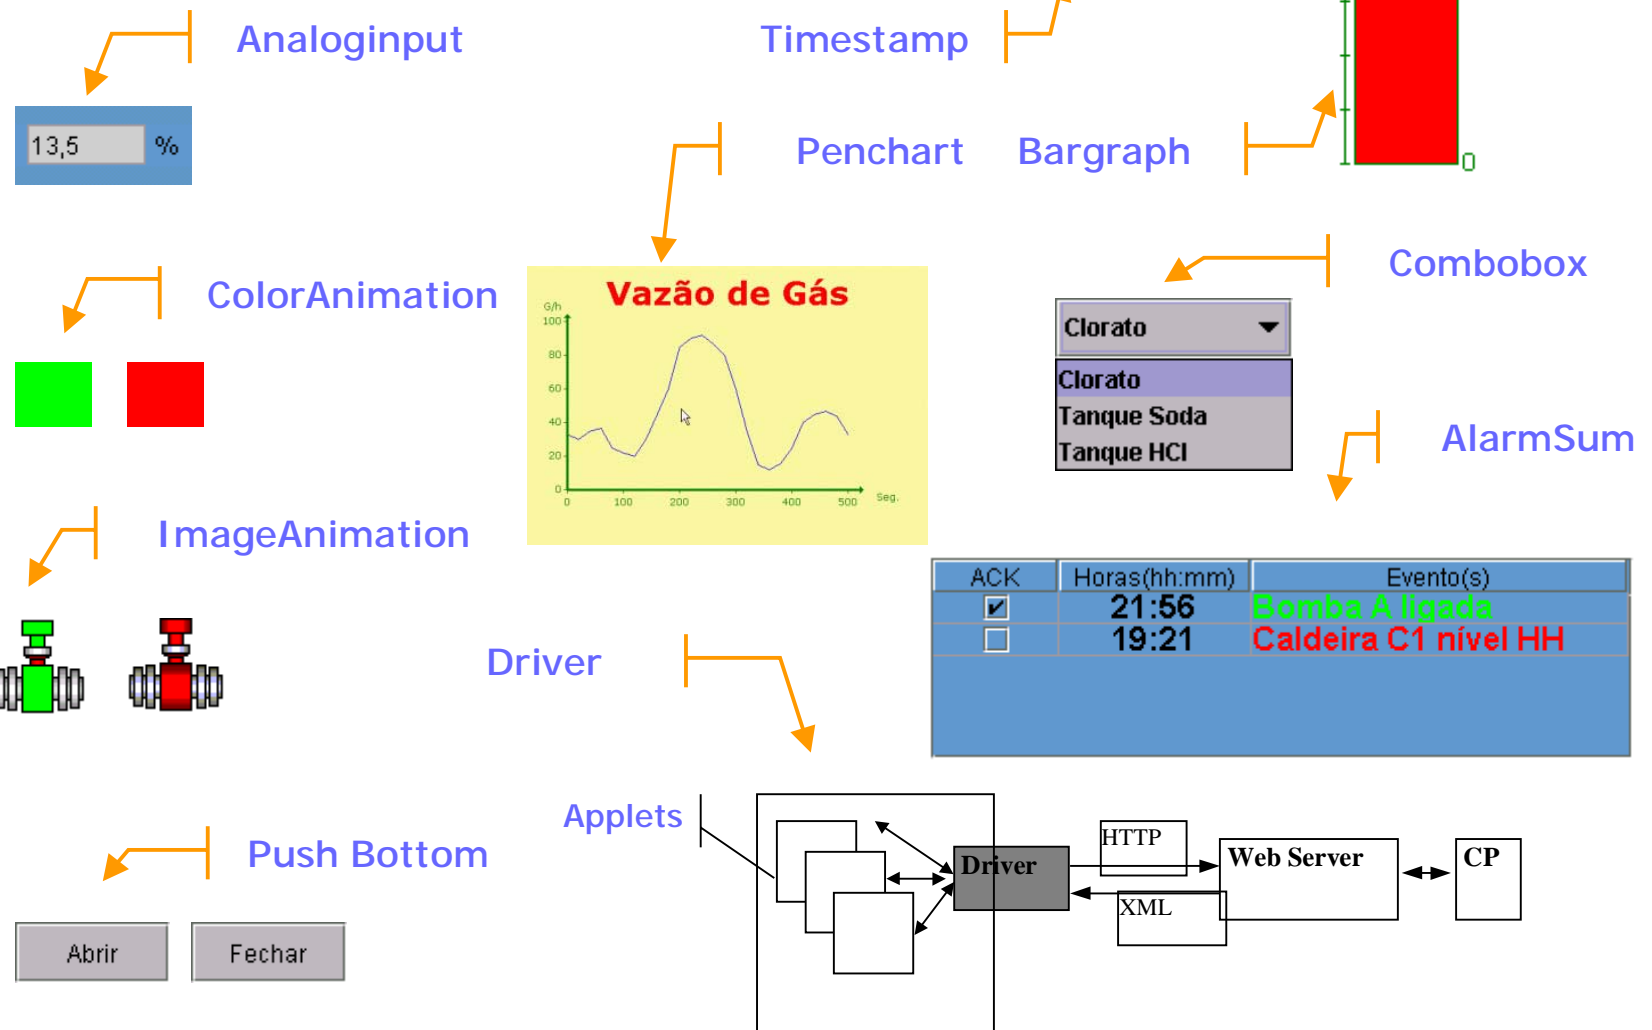 Analoginput
Timestamp
13,5 %
Penchart
Bargraph
0
Combobox
ColorAnimation
Vazão de Gás
G/h
100
80
60
40
20
0
0 100 200 300 400 500
Seg.
Clorato
Clorato
Tanque Soda
Tanque HCl
AlarmSum
ImageAnimation
ACK Horas(hh:mm) Evento(s)
21:56 Bomba A ligada
19:21 Caldeira C1 nível HH
Driver
Applets
Push Bottom
Driver
HTTP
XML
Web Server
CP
Abrir
Fechar